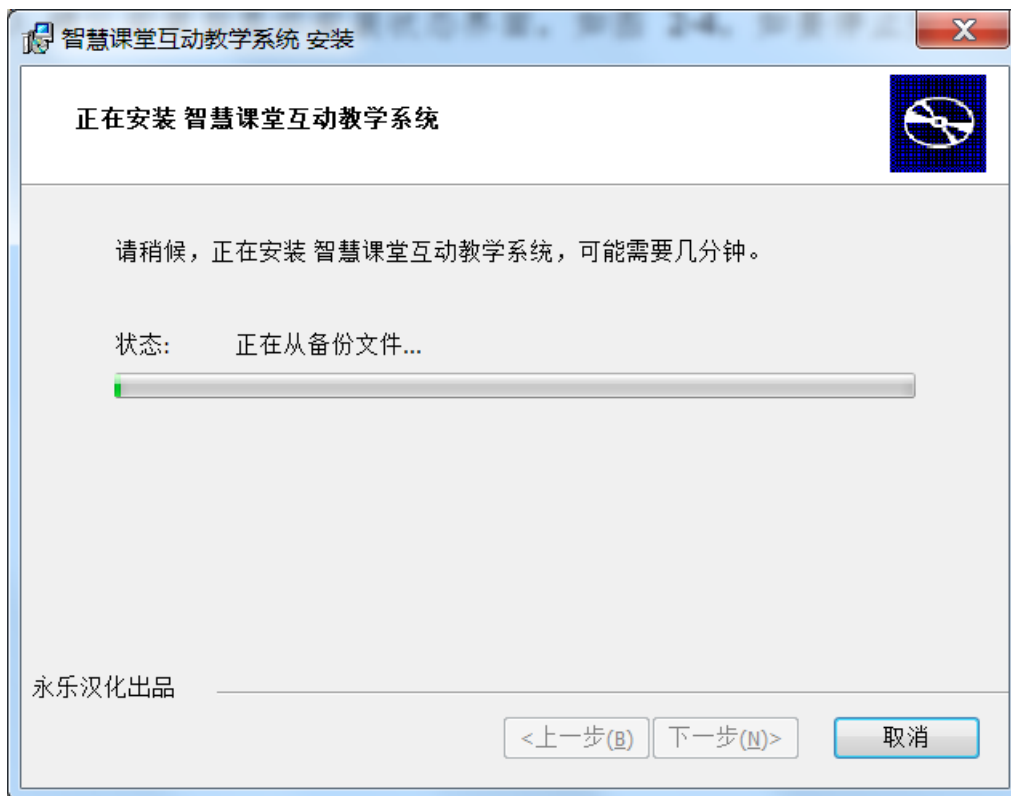 智慧课堂互动教学系统 安装
正在安装 智慧课堂互动教学系统
请稍候，正在安装 智慧课堂互动教学系统，可能需要几分钟。
状态: 正在从备份文件...
永乐汉化出品
<上一步(B) 下一步(N)> 取消